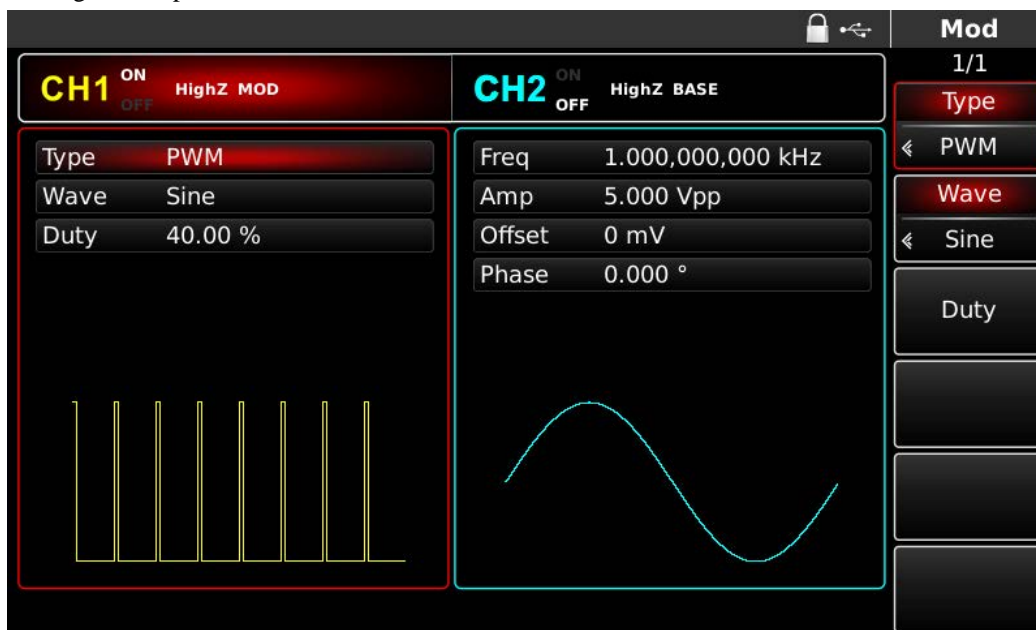 Mod
1/1
CH1 ON OFF HighZ MOD
CH2 ON OFF HighZ BASE
Type
PWM
Wave
Sine
Duty
Type PWM
Wave Sine
Duty 40.00 %
Freq 1.000,000,000 kHz
Amp 5.000 Vpp
Offset 0 mV
Phase 0.000 °